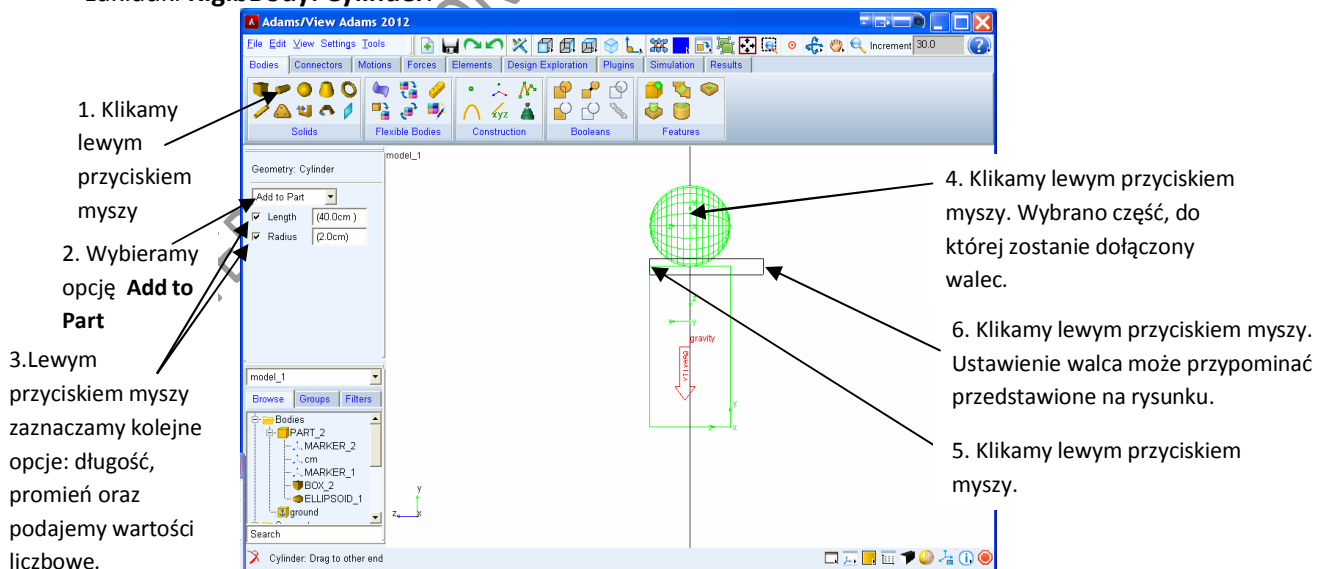 Adams/View Adams 2012
File Edit View Settings Tools
Increment 30.0
Bodies Connectors Motions Forces Elements Design Exploration Plugins Simulation Results
Solids Flexible Bodies Construction Booleans Features
1. Klikamy
lewym
przyciskiem
myszy
2. Wybieramy
opcję Add to
Part
3.Lewym
przyciskiem myszy
zaznaczamy kolejne
opcje: długość,
promień oraz
podajemy wartości
liczbowe.
Geometry: Cylinder
Add to Part
Length (40.0cm )
Radius (2.0cm)
model_1
Browse Groups Filters
Bodies
PART_2
MARKER_2
cm
MARKER_1
BOX_2
ELLIPSOID_1
ground
Search
Cylinder: Drag to other end
model_1
gravity
z
x y
y
z x
y
z x
4. Klikamy lewym przyciskiem
myszy. Wybrano część, do
której zostanie dołączony
walec.
6. Klikamy lewym przyciskiem myszy.
Ustawienie walca może przypominać
przedstawione na rysunku.
5. Klikamy lewym przyciskiem
myszy.